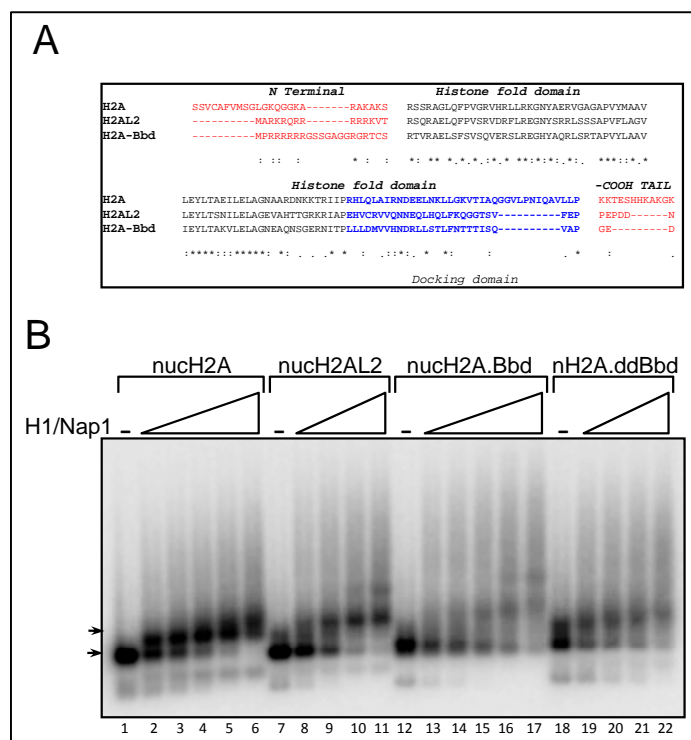 A
N Terminal Histone fold domain
H2A SSVCAFVMSGLGKQGGKA-------RAKAKS RSSRAGLQFPVGRVHRLLRKGNYAERVGAGAPVYMAAV
H2AL2 ----------MARKRQRR-------RRRKVT RSQRAELQFPVSRVDRFLREGNYSRRLSSSAPVFLAGV
H2A-Bbd ----------MPRRRRRRGSSGAGGRGRTCS RTVRAELSFSVSQVERSLREGHYAQRLSRTAPVYLAAV
Histone fold domain -COOH TAIL
H2A LEYLTAEILELAGNAARDNKKTRIIPRHLQLAIRNDEELNKLLGKVTIAQGGVLPNIQAVLLP KKTESHHKAKGK
H2AL2 LEYLTSNILELAGEVAHTTGRKRIAPEHVCRVVQNNEQLHQLFKQGGTSV----------FEP PEPDD------N
H2A-Bbd IEYLTAKVLELAGNEAQNSGERNITPLLLDMVVHNDRLLSTLFNTTTISQ----------VAP GE---------D
Docking domain
B
nucH2A nucH2AL2 nucH2A.Bbd nH2A.ddBbd
H1/Nap1 – – – –
1 2 3 4 5 6 7 8 9 10 11 12 13 14 15 16 17 18 19 20 21 22